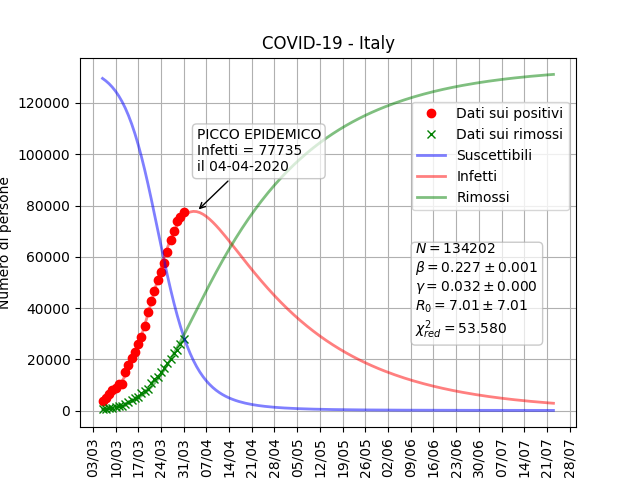 COVID-19 - Italy
Numero di persone
120000
100000
80000
60000
40000
20000
0
PICCO EPIDEMICO
Infetti = 77735
il 04-04-2020
Dati sui positivi
Dati sui rimossi
Suscettibili
Infetti
Rimossi
N = 134202
β = 0.227 ± 0.001
γ = 0.032 ± 0.000
R₀ = 7.01 ± 7.01
χ²red = 53.580
03/03
10/03
17/03
24/03
31/03
07/04
14/04
21/04
28/04
05/05
12/05
19/05
26/05
02/06
09/06
16/06
23/06
30/06
07/07
14/07
21/07
28/07